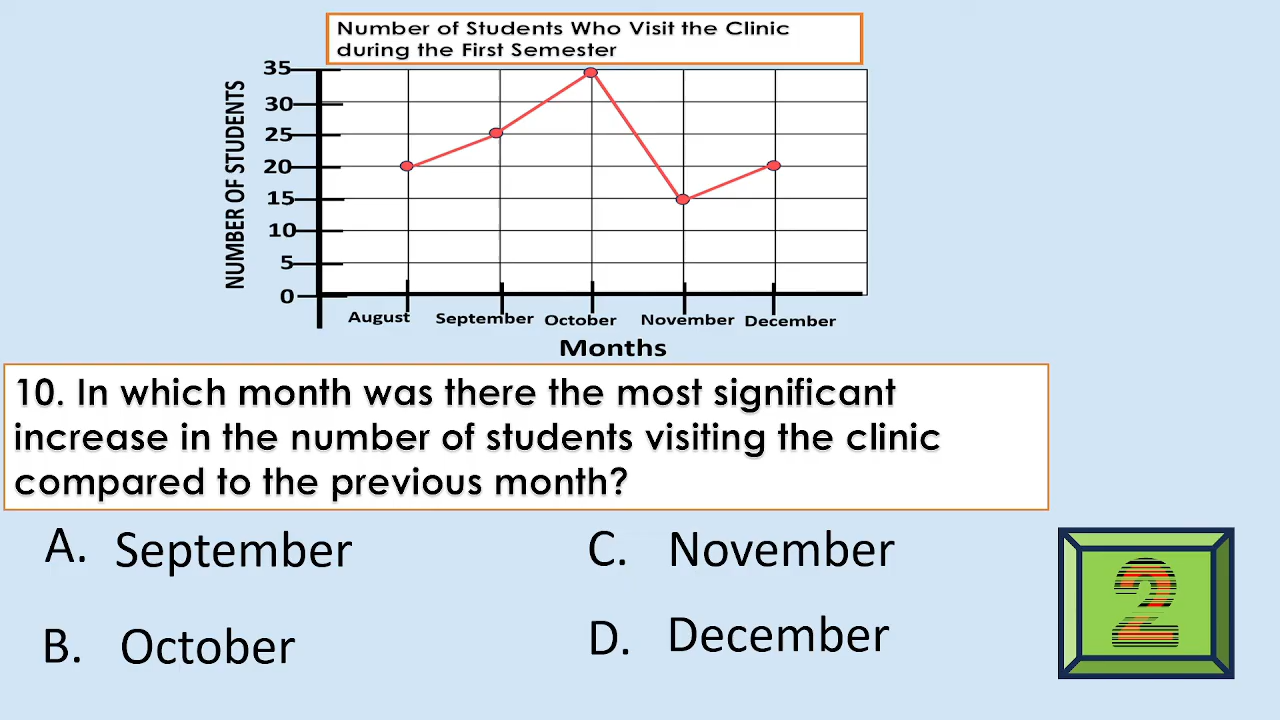 Number of Students Who Visit the Clinic
during the First Semester
NUMBER OF STUDENTS
35
30
25
20
15
10
5
0
August September October November December
Months
10. In which month was there the most significant
increase in the number of students visiting the clinic
compared to the previous month?
A. September
B. October
C. November
D. December
2